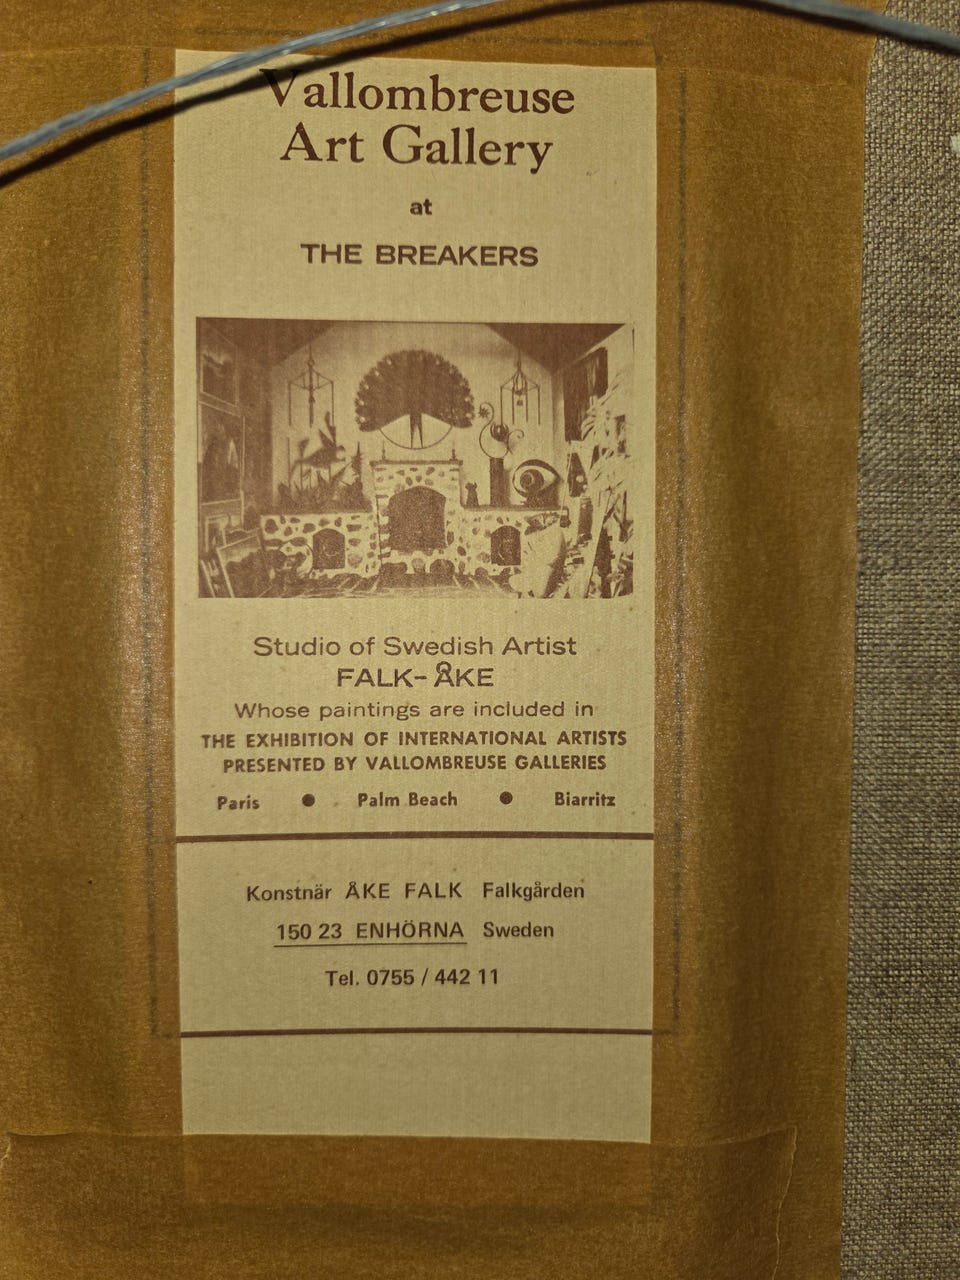 Vallombreuse
Art Gallery
at
THE BREAKERS
Studio of Swedish Artist
FALK-ÅKE
Whose paintings are included in
THE EXHIBITION OF INTERNATIONAL ARTISTS
PRESENTED BY VALLOMBREUSE GALLERIES
Paris ● Palm Beach ● Biarritz
Konstnär ÅKE FALK Falkgården
150 23 ENHÖRNA Sweden
Tel. 0755 / 442 11